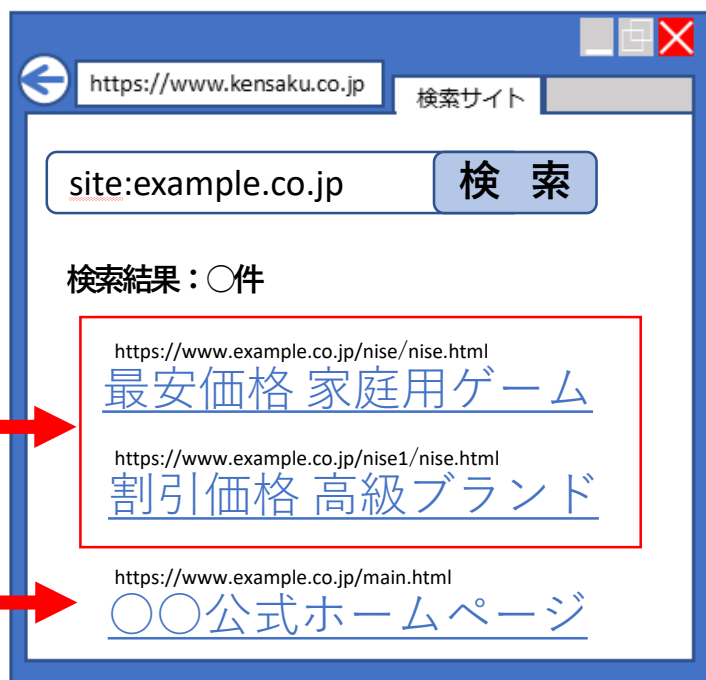 https://www.kensaku.co.jp
検索サイト
site:example.co.jp
検 索
検索結果：○件
https://www.example.co.jp/nise/nise.html
最安価格 家庭用ゲーム
https://www.example.co.jp/nise1/nise.html
割引価格 高級ブランド
https://www.example.co.jp/main.html
○○公式ホームページ